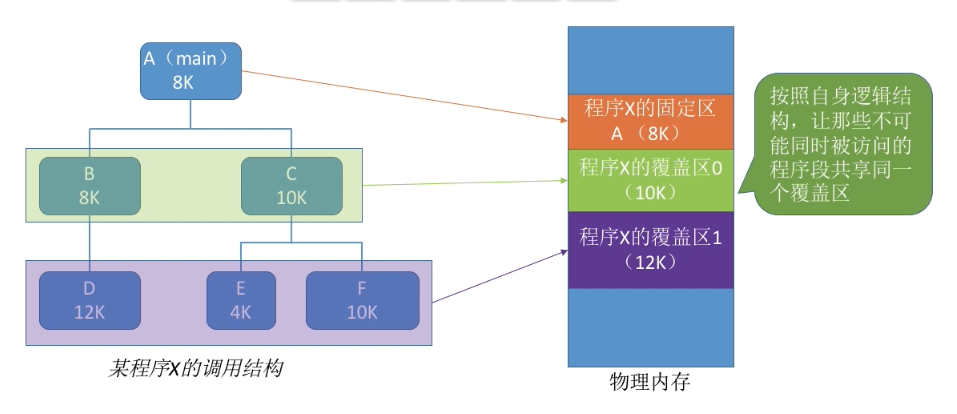 A（main）
8K
B
8K
C
10K
D
12K
E
4K
F
10K
某程序X的调用结构
程序X的固定区
A （8K）
程序X的覆盖区0
（10K）
程序X的覆盖区1
（12K）
物理内存
按照自身逻辑结
构，让那些不可
能同时被访问的
程序段共享同一
个覆盖区